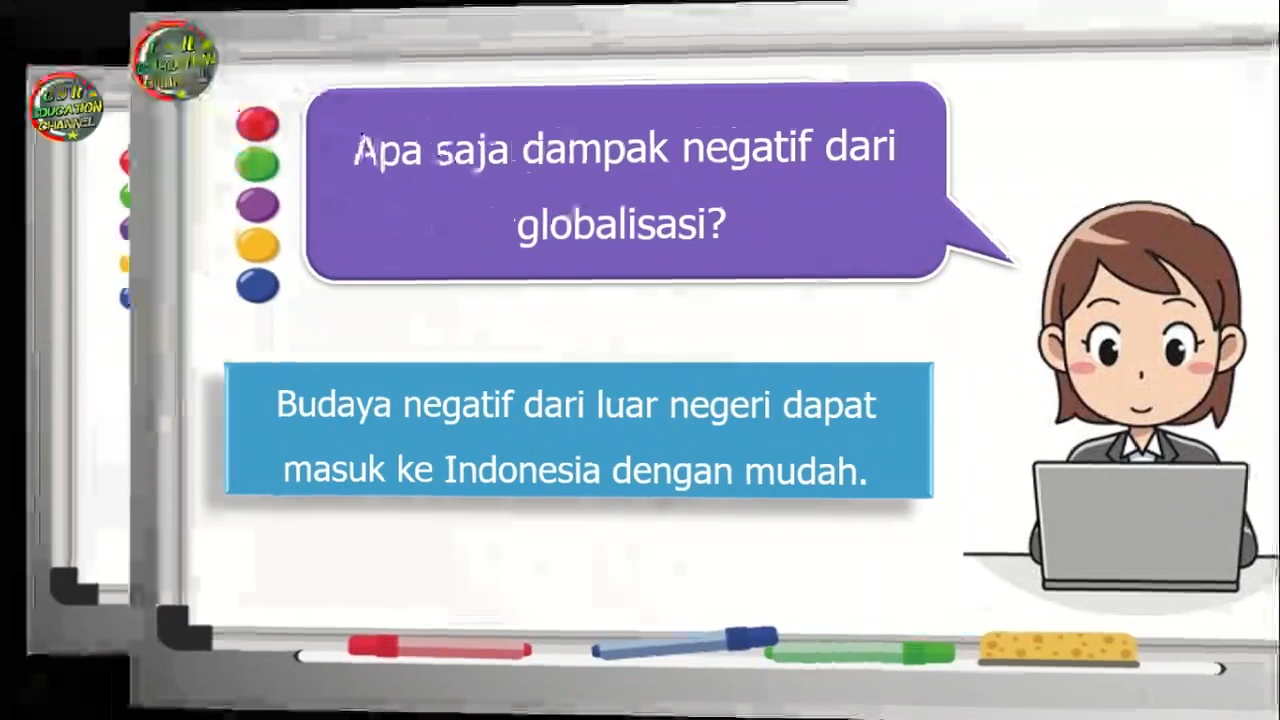 EDUCATION
CHANNEL
Apa saja dampak negatif dari
globalisasi?
Budaya negatif dari luar negeri dapat
masuk ke Indonesia dengan mudah.